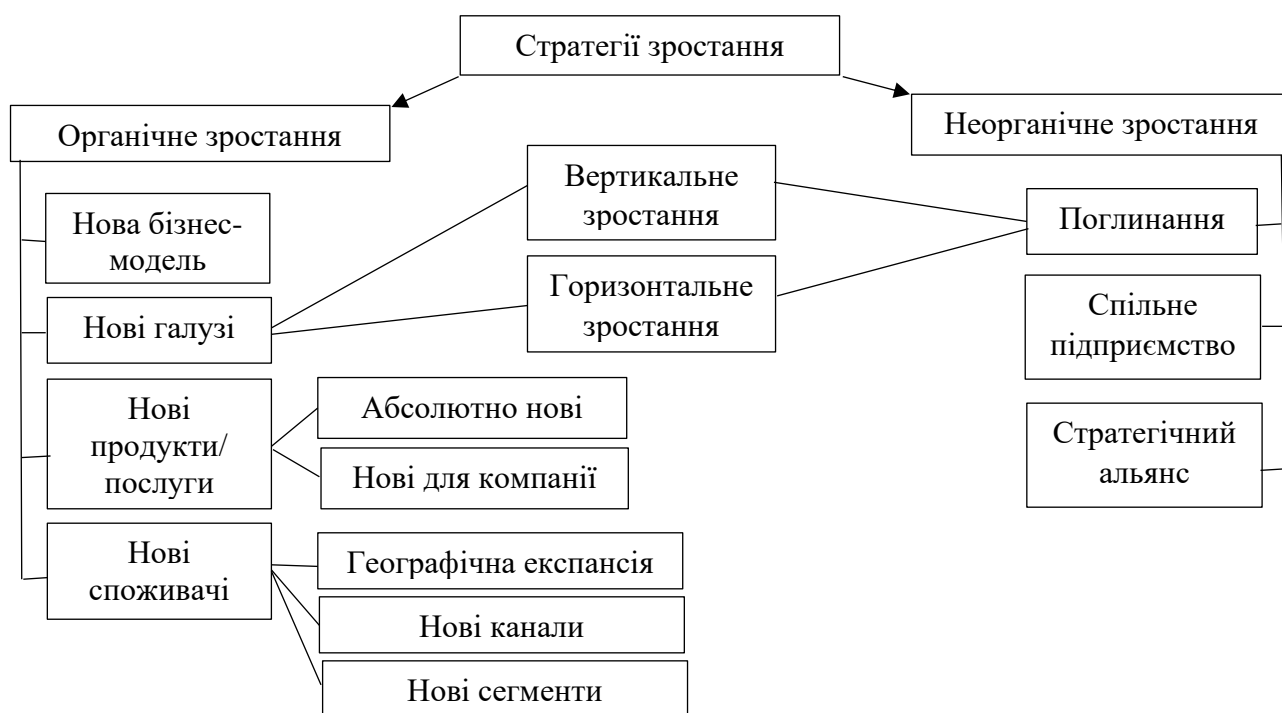 Стратегії зростання
Органічне зростання
Неорганічне зростання
Вертикальне
зростання
Нова бізнес-
модель
Поглинання
Горизонтальне
зростання
Нові галузі
Спільне
підприємство
Нові
продукти/
послуги
Абсолютно нові
Нові для компанії
Стратегічний
альянс
Нові
споживачі
Географічна експансія
Нові канали
Нові сегменти